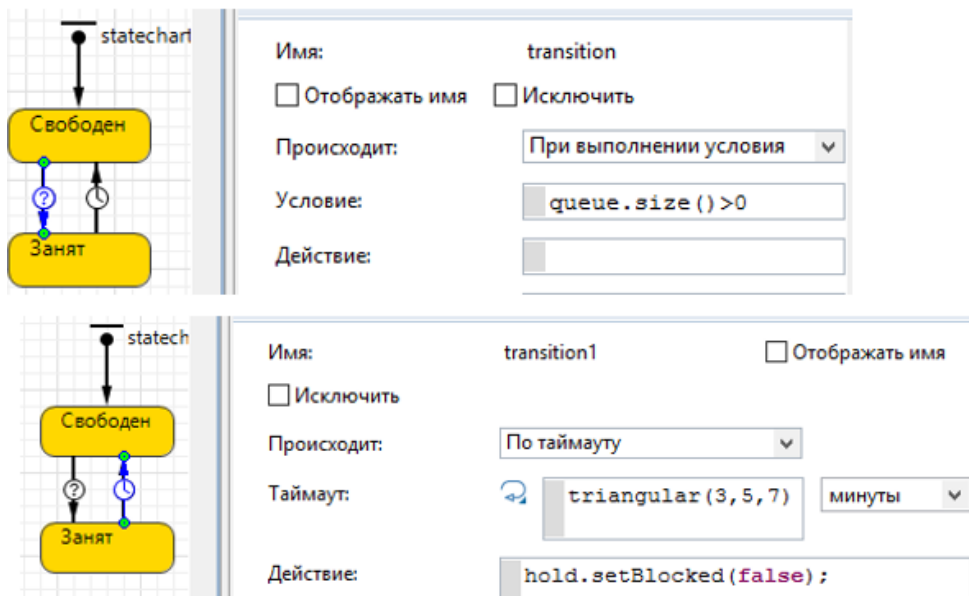 statechart
Имя: transition
Отображать имя Исключить
Свободен
Происходит: При выполнении условия
?
Условие: queue.size()>0
Занят
Действие:
statech
Имя: transition1 Отображать имя
Исключить
Свободен
Происходит: По таймауту
?
Таймаут: triangular(3,5,7) минуты
Занят
Действие: hold.setBlocked(false);